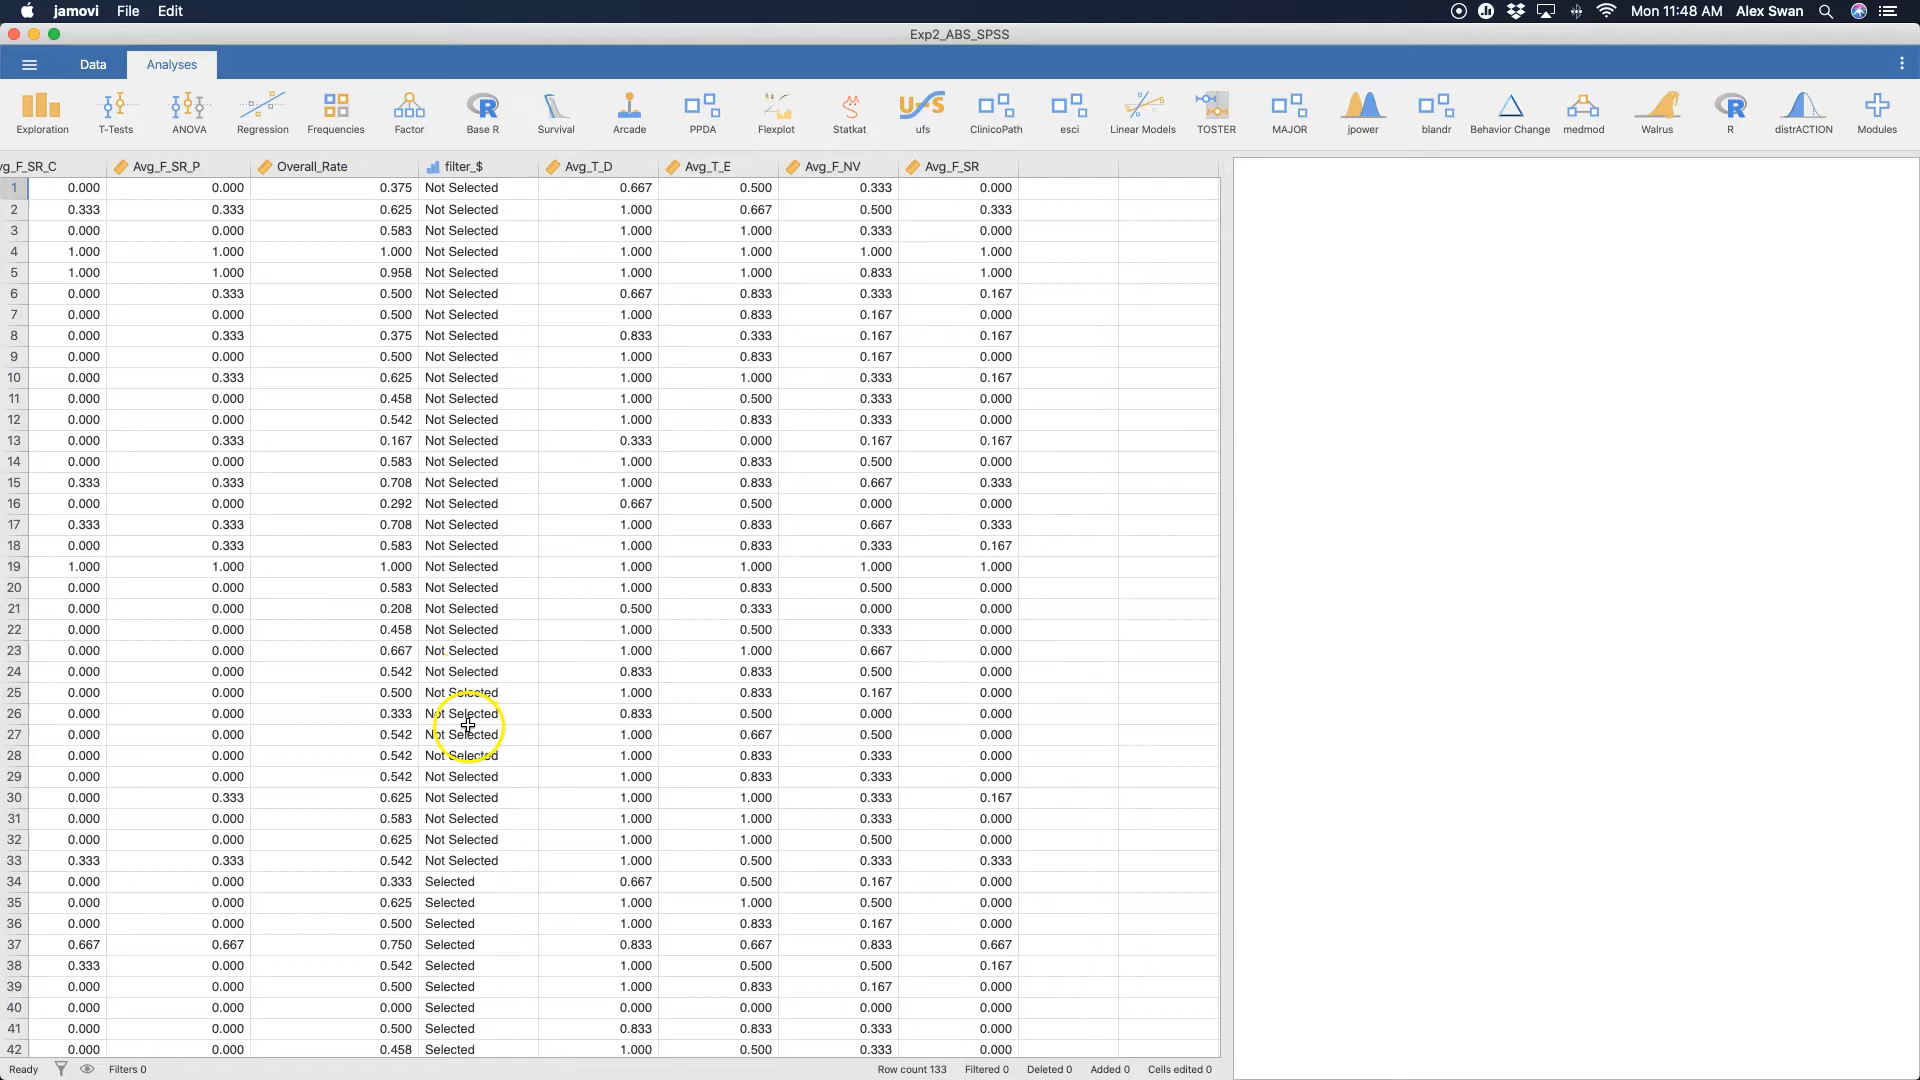 jamovi File Edit Mon 11:48 AM Alex Swan
Exp2_ABS_SPSS
Data Analyses
Exploration T-Tests ANOVA Regression Frequencies Factor Base R Survival Arcade PPDA Flexplot Statkat ufs ClinicoPath esci Linear Models TOSTER MAJOR jpower blandr Behavior Change medmod Walrus R distrACTION Modules
vg_F_SR_C Avg_F_SR_P Overall_Rate filter_$ Avg_T_D Avg_T_E Avg_F_NV Avg_F_SR
1 0.000 0.000 0.375 Not Selected 0.667 0.500 0.333 0.000
2 0.333 0.333 0.625 Not Selected 1.000 0.667 0.500 0.333
3 0.000 0.000 0.583 Not Selected 1.000 1.000 0.333 0.000
4 1.000 1.000 1.000 Not Selected 1.000 1.000 1.000 1.000
5 1.000 1.000 0.958 Not Selected 1.000 1.000 0.833 1.000
6 0.000 0.333 0.500 Not Selected 0.667 0.833 0.333 0.167
7 0.000 0.000 0.500 Not Selected 1.000 0.833 0.167 0.000
8 0.000 0.333 0.375 Not Selected 0.833 0.333 0.167 0.167
9 0.000 0.000 0.500 Not Selected 1.000 0.833 0.167 0.000
10 0.000 0.333 0.625 Not Selected 1.000 1.000 0.333 0.167
11 0.000 0.000 0.458 Not Selected 1.000 0.500 0.333 0.000
12 0.000 0.000 0.542 Not Selected 1.000 0.833 0.333 0.000
13 0.000 0.333 0.167 Not Selected 0.333 0.000 0.167 0.167
14 0.000 0.000 0.583 Not Selected 1.000 0.833 0.500 0.000
15 0.333 0.333 0.708 Not Selected 1.000 0.833 0.667 0.333
16 0.000 0.000 0.292 Not Selected 0.667 0.500 0.000 0.000
17 0.333 0.333 0.708 Not Selected 1.000 0.833 0.667 0.333
18 0.000 0.333 0.583 Not Selected 1.000 0.833 0.333 0.167
19 1.000 1.000 1.000 Not Selected 1.000 1.000 1.000 1.000
20 0.000 0.000 0.583 Not Selected 1.000 0.833 0.500 0.000
21 0.000 0.000 0.208 Not Selected 0.500 0.333 0.000 0.000
22 0.000 0.000 0.458 Not Selected 1.000 0.500 0.333 0.000
23 0.000 0.000 0.667 Not Selected 1.000 1.000 0.667 0.000
24 0.000 0.000 0.542 Not Selected 0.833 0.833 0.500 0.000
25 0.000 0.000 0.500 Not Selected 1.000 0.833 0.167 0.000
26 0.000 0.000 0.333 Not Selected 0.833 0.500 0.000 0.000
27 0.000 0.000 0.542 Not Selected 1.000 0.667 0.500 0.000
28 0.000 0.000 0.542 Not Selected 1.000 0.833 0.333 0.000
29 0.000 0.000 0.542 Not Selected 1.000 0.833 0.333 0.000
30 0.000 0.333 0.625 Not Selected 1.000 1.000 0.333 0.167
31 0.000 0.000 0.583 Not Selected 1.000 1.000 0.333 0.000
32 0.000 0.000 0.625 Not Selected 1.000 1.000 0.500 0.000
33 0.333 0.333 0.542 Not Selected 1.000 0.500 0.333 0.333
34 0.000 0.000 0.333 Selected 0.667 0.500 0.167 0.000
35 0.000 0.000 0.625 Selected 1.000 1.000 0.500 0.000
36 0.000 0.000 0.500 Selected 1.000 0.833 0.167 0.000
37 0.667 0.667 0.750 Selected 0.833 0.667 0.833 0.667
38 0.333 0.000 0.542 Selected 1.000 0.500 0.500 0.167
39 0.000 0.000 0.500 Selected 1.000 0.833 0.167 0.000
40 0.000 0.000 0.000 Selected 0.000 0.000 0.000 0.000
41 0.000 0.000 0.500 Selected 0.833 0.833 0.333 0.000
42 0.000 0.000 0.458 Selected 1.000 0.500 0.333 0.000
Ready Filters 0 Row count 133 Filtered 0 Deleted 0 Added 0 Cells edited 0